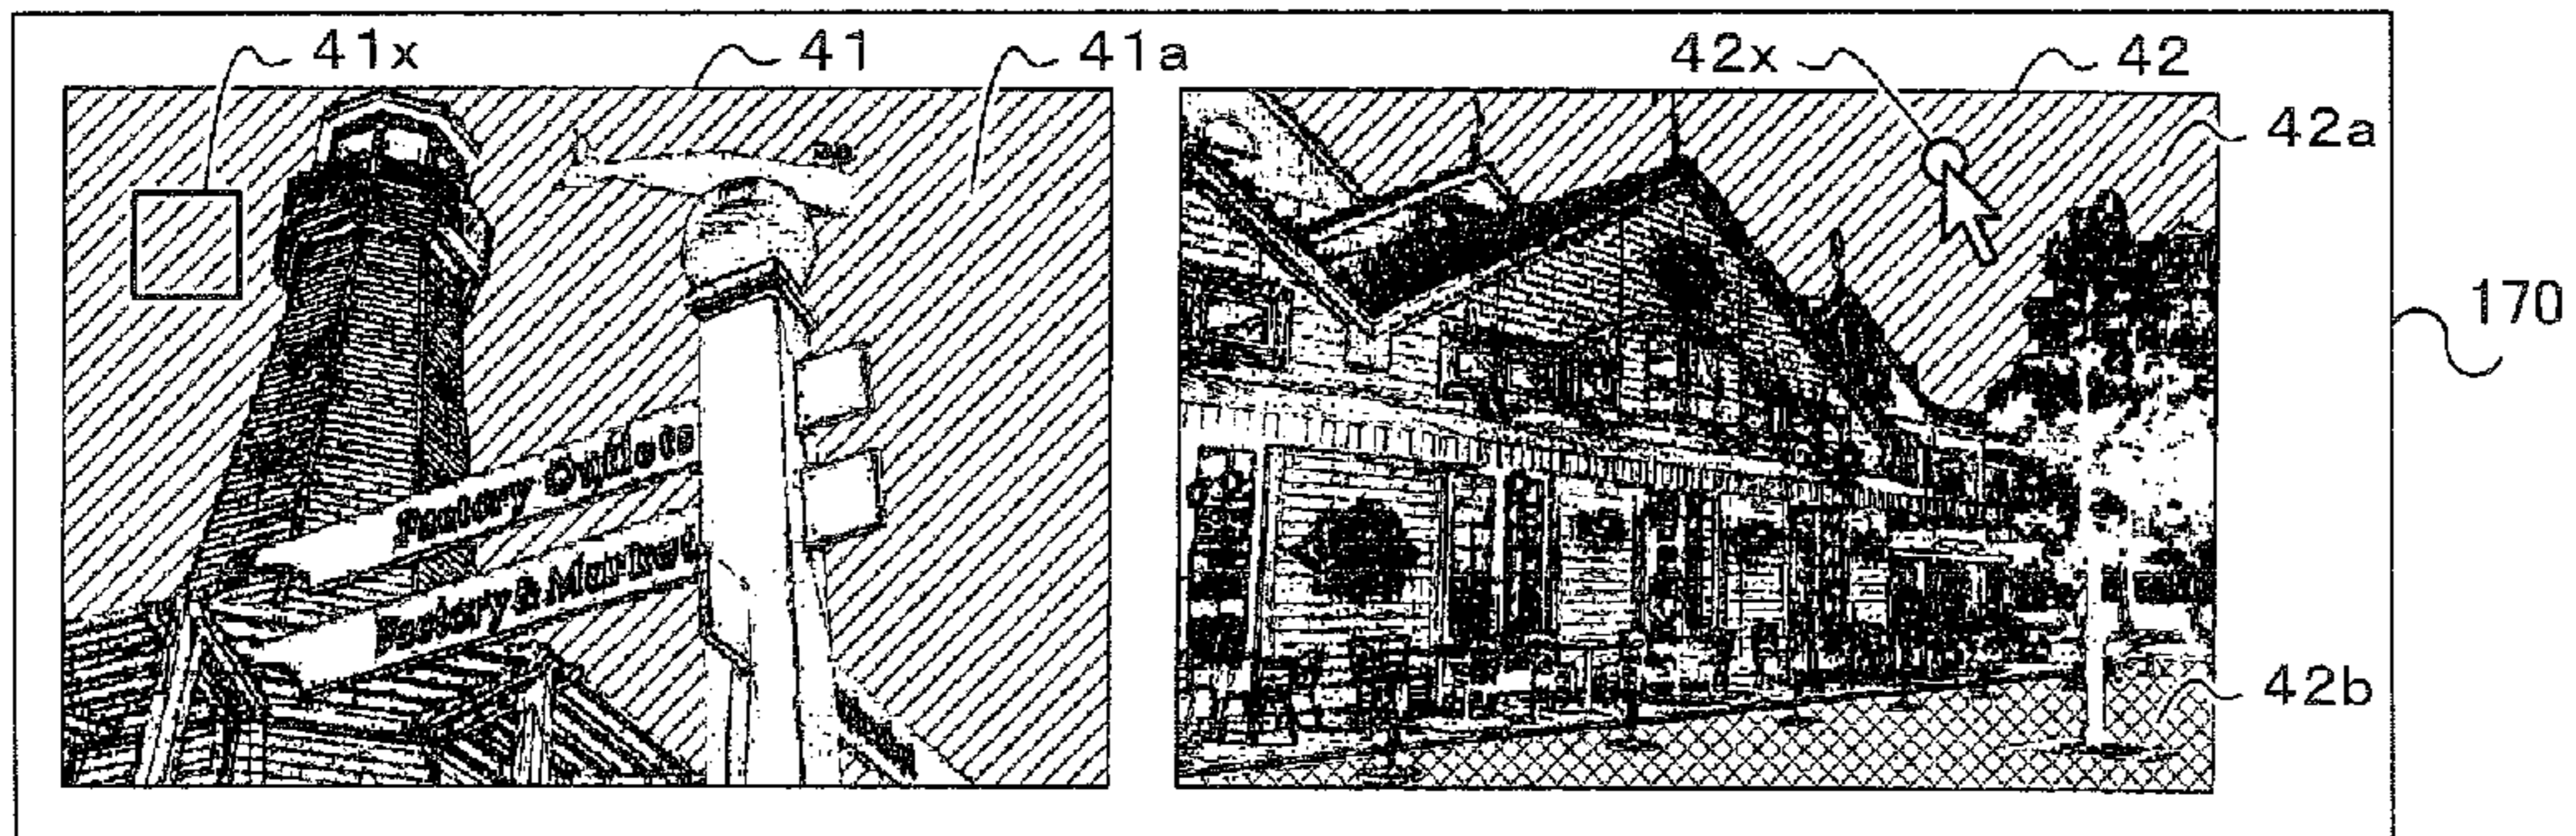 41x
41
41a
42x
42
42a
170
Factory Outlets
Factory & Market
42b